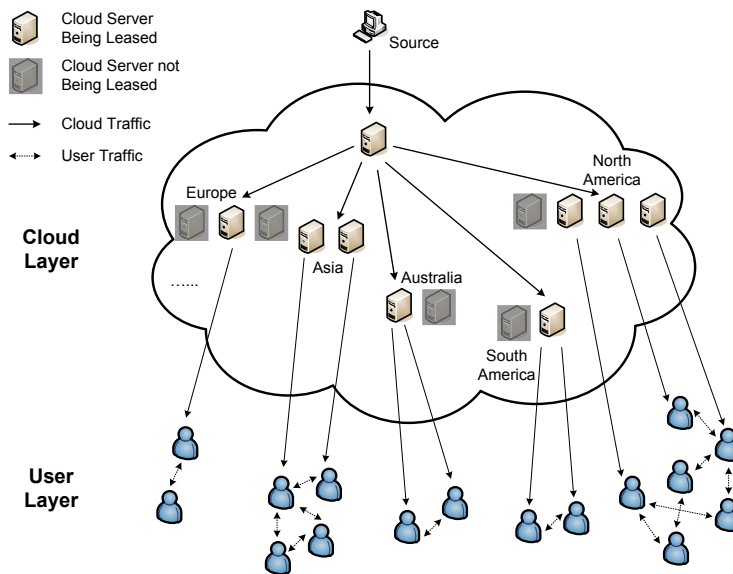 Cloud Server
Being Leased
Cloud Server not
Being Leased
Cloud Traffic
User Traffic
Source
North
America
Europe
Asia
Australia
South
America
Cloud
Layer
......
User
Layer